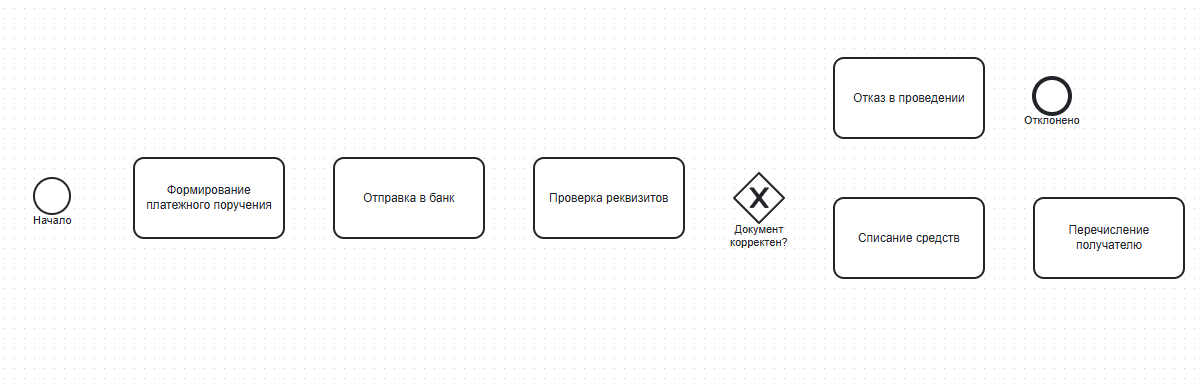 Начало
Формирование
платежного поручения
Отправка в банк
Проверка реквизитов
Документ
корректен?
Отказ в проведении
Отклонено
Списание средств
Перечисление
получателю